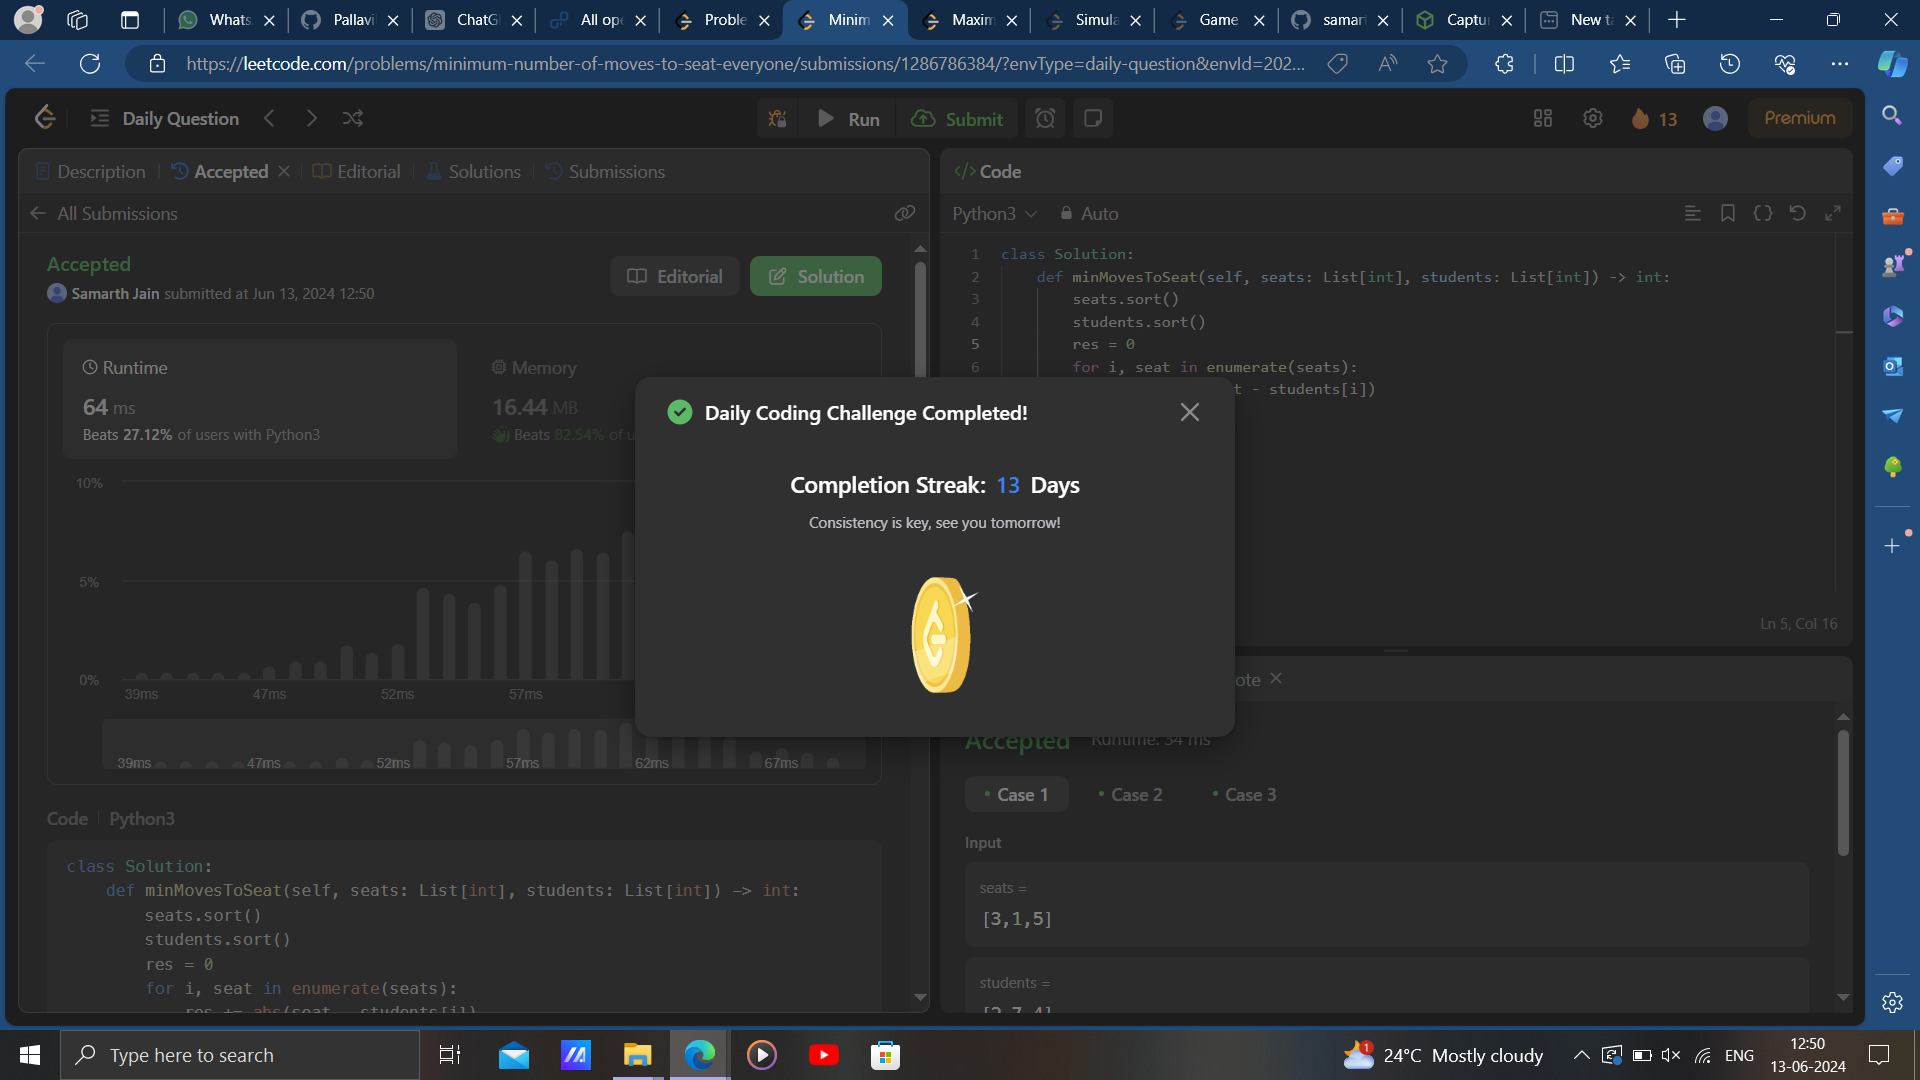 Whats
Pallavi
ChatG
All op
Proble
Minim
Maxim
Simula
Game
samar
Captu
New ta
https://leetcode.com/problems/minimum-number-of-moves-to-seat-everyone/submissions/1286786384/?envType=daily-question&envId=202...
Daily Question
Run
Submit
13
Premium
Description
Accepted
Editorial
Solutions
Submissions
All Submissions
Accepted
Samarth Jain submitted at Jun 13, 2024 12:50
Editorial
Solution
Runtime
64 ms
Beats 27.12% of users with Python3
Memory
16.44 MB
Beats 82.54% of u
10%
5%
0%
39ms 47ms 52ms 57ms
39ms 47ms 52ms 57ms 62ms 67ms
Code Python3
class Solution:
def minMovesToSeat(self, seats: List[int], students: List[int]) -> int:
seats.sort()
students.sort()
res = 0
for i, seat in enumerate(seats):
res += abs(seat - students[i])
</> Code
Python3 Auto
1 class Solution:
2 def minMovesToSeat(self, seats: List[int], students: List[int]) -> int:
3 seats.sort()
4 students.sort()
5 res = 0
6 for i, seat in enumerate(seats):
t - students[i])
Ln 5, Col 16
Daily Coding Challenge Completed!
Completion Streak: 13 Days
Consistency is key, see you tomorrow!
ote
Accepted Runtime: 34 ms
Case 1
Case 2
Case 3
Input
seats =
[3,1,5]
students =
[2,7,4]
Type here to search
1
24°C Mostly cloudy
ENG
12:50
13-06-2024